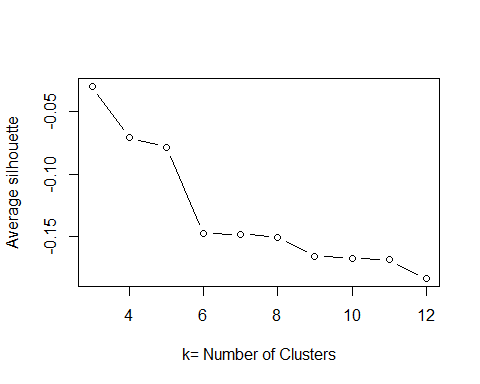 -0.05
-0.10
-0.15
Average silhouette
4 6 8 10 12
k= Number of Clusters